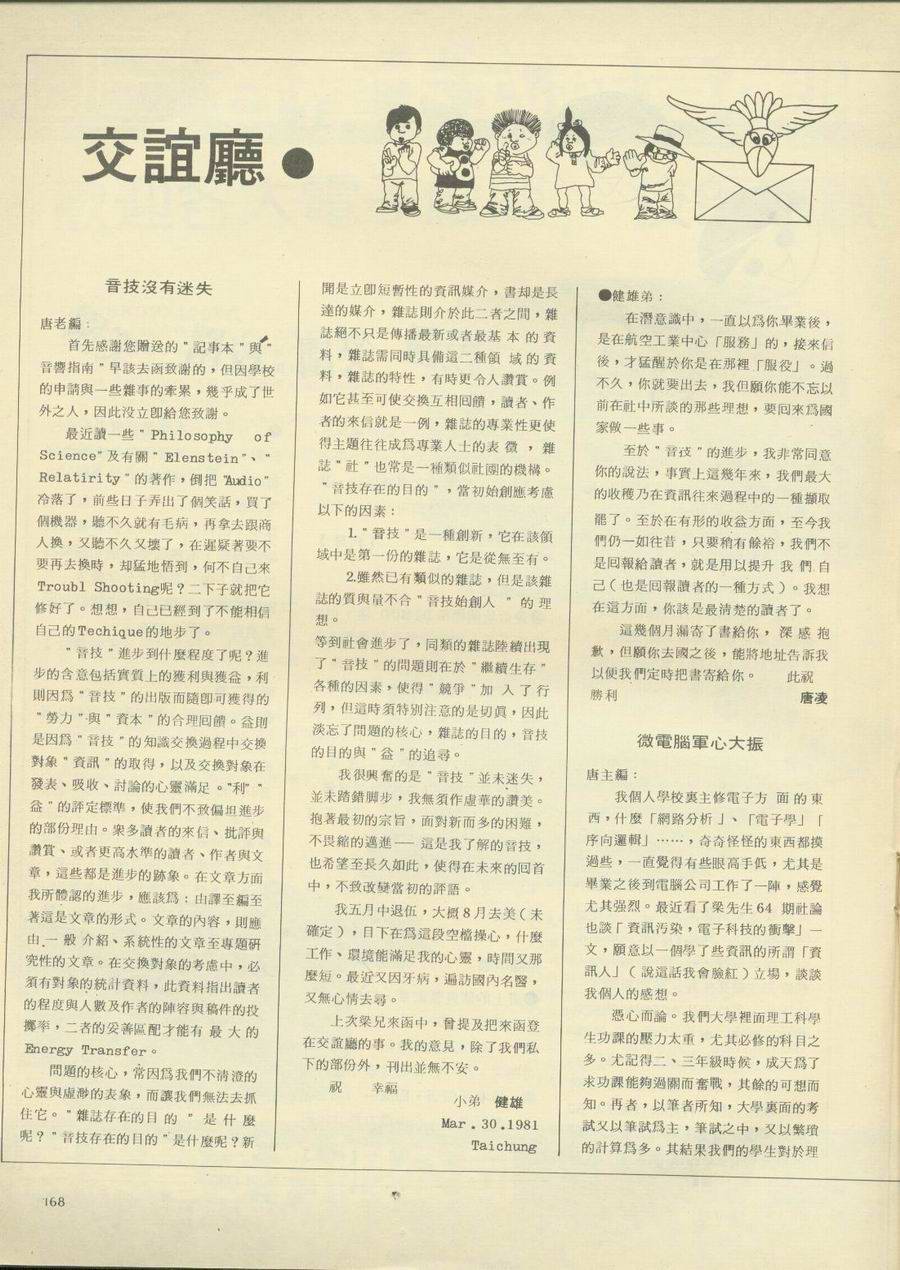 交誼廳●
音技沒有迷失
唐老編：
首先感謝您贈送的＂記事本＂與＂
音響指南＂早該去函致謝的，但因學校
的申請與一些雜事的牽累，幾乎成了世
外之人，因此沒立卽給您致謝。
最近讀一些＂Philosophy of
Science＂及有關＂Elenstein＂、＂
Relatirity＂的著作，倒把＂Audio＂
冷落了，前些日子弄出了個笑話，買了
個機器，聽不久就有毛病，再拿去跟商
人換，又聽不久又壞了，在遲疑著要不
要再去換時，却猛地悟到，何不自己來
Troubl Shooting呢？二下子就把它
修好了。想想，自己已經到了不能相信
自己的Techique的地步了。
＂音技＂進步到什麼程度了呢？進
步的含意包括實質上的獲利與獲益，利
則因爲＂音技＂的出版而隨卽可獲得的
＂勞力＂與＂資本＂的合理囘饋。益則
是因爲＂音技＂的知識交換過程中交換
對象＂資訊＂的取得，以及交換對象在
發表、吸收、討論的心靈滿足。＂利＂＂
益＂的評定標準，使我們不致偏坦進步
的部份理由。衆多讀者的來信、批評與
讚賞、或者更高水準的讀者、作者與文
章，這些都是進步的跡象。在文章方面
我所體認的進步，應該爲：由譯至編至
著這是文章的形式。文章的內容，則應
由一般介紹、系統性的文章至專題硏
究性的文章。在交換對象的考慮中，必
須有對象的統計資料，此資料指出讀者
的程度與人數及作者的陣容與稿件的投
擲率，二者的妥善區配才能有最大的
Energy Transfer。
問題的核心，常因爲我們不清澄的
心靈與虛渺的表象，而讓我們無法去抓
住它。＂雜誌存在的目的＂是什麼
呢？＂音技存在的目的＂是什麼呢？新
聞是立卽短暫性的資訊媒介，書却是長
達的媒介，雜誌則介於此二者之間，雜
誌絕不只是傳播最新或者最基本的資
料，雜誌需同時具備這二種領域的資
料，雜誌的特性，有時更令人讚賞。例
如它甚至可使交換互相囘饋，讀者、作
者的來信就是一例，雜誌的專業性更使
得主題往往成爲專業人士的表徵，雜
誌＂社＂也常是一種類似社團的機構。
＂音技存在的目的＂，當初始創應考慮
以下的因素：
1.＂音技＂是一種創新，它在該領
域中是第一份的雜誌，它是從無至有。
2.雖然已有類似的雜誌，但是該雜
誌的質與量不合＂音技始創人＂的理
想。
等到社會進步了，同類的雜誌陸續出現
了＂音技＂的問題則在於＂繼續生存＂
各種的因素，使得＂競爭＂加入了行
列，但這時須特別注意的是切眞，因此
淡忘了問題的核心，雜誌的目的，音技
的目的與＂益＂的追尋。
我很興奮的是＂音技＂並未迷失，
並未踏錯脚步，我無須作虛華的讚美。
抱著最初的宗旨，面對新而多的困難，
不畏縮的邁進──這是我了解的音技，
也希望至長久如此，使得在未來的囘首
中，不致改變當初的評語。
我五月中退伍，大概8月去美（未
確定），目下在爲這段空檔操心，什麼
工作、環境能滿足我的心靈，時間又那
麼短。最近又因牙病，遍訪國內名醫，
又無心情去尋。
上次梁兄來函中，曾提及把來函登
在交誼廳的事。我的意見，除了我們私
下的部份外，刊出並無不安。
祝　幸福
小弟　健雄
Mar．30．1981
Taichung
●健雄弟：
在潛意識中，一直以爲你畢業後，
是在航空工業中心「服務」的，接來信
後，才猛醒於你是在那裡「服役」。過
不久，你就要出去，我但願你能不忘以
前在社中所談的那些理想，要囘來爲國
家做一些事。
至於＂音技＂的進步，我非常同意
你的說法，事實上這幾年來，我們最大
的收穫乃在資訊往來過程中的一種擷取
罷了。至於在有形的收益方面，至今我
們仍一如往昔，只要稍有餘裕，我們不
是囘報給讀者，就是用以提升我們自
己（也是囘報讀者的一種方式）。我想
在這方面，你該是最清楚的讀者了。
這幾個月漏寄了書給你，深感抱
歉，但願你去國之後，能將地址告訴我
以便我們定時把書寄給你。　此祝
勝利　唐凌
微電腦軍心大振
唐主編：
我個人學校裏主修電子方面的東
西，什麼「網路分析」、「電子學」「
序向邏輯」……，奇奇怪怪的東西都摸
過些，一直覺得有些眼高手低，尤其是
畢業之後到電腦公司工作了一陣，感覺
尤其强烈。最近看了梁先生64期社論
也談「資訊汚染，電子科技的衝擊」一
文，願意以一個學了些資訊的所謂「資
訊人」（說這話我會臉紅）立場，談談
我個人的感想。
憑心而論。我們大學裡面理工科學
生功課的壓力太重，尤其必修的科目之
多。尤記得二、三年級時候，成天爲了
求功課能夠過關而奮戰，其餘的可想而
知。再者，以筆者所知，大學裏面的考
試又以筆試爲主，筆試之中，又以繁瑣
的計算爲多。其結果我們的學生對於理
168